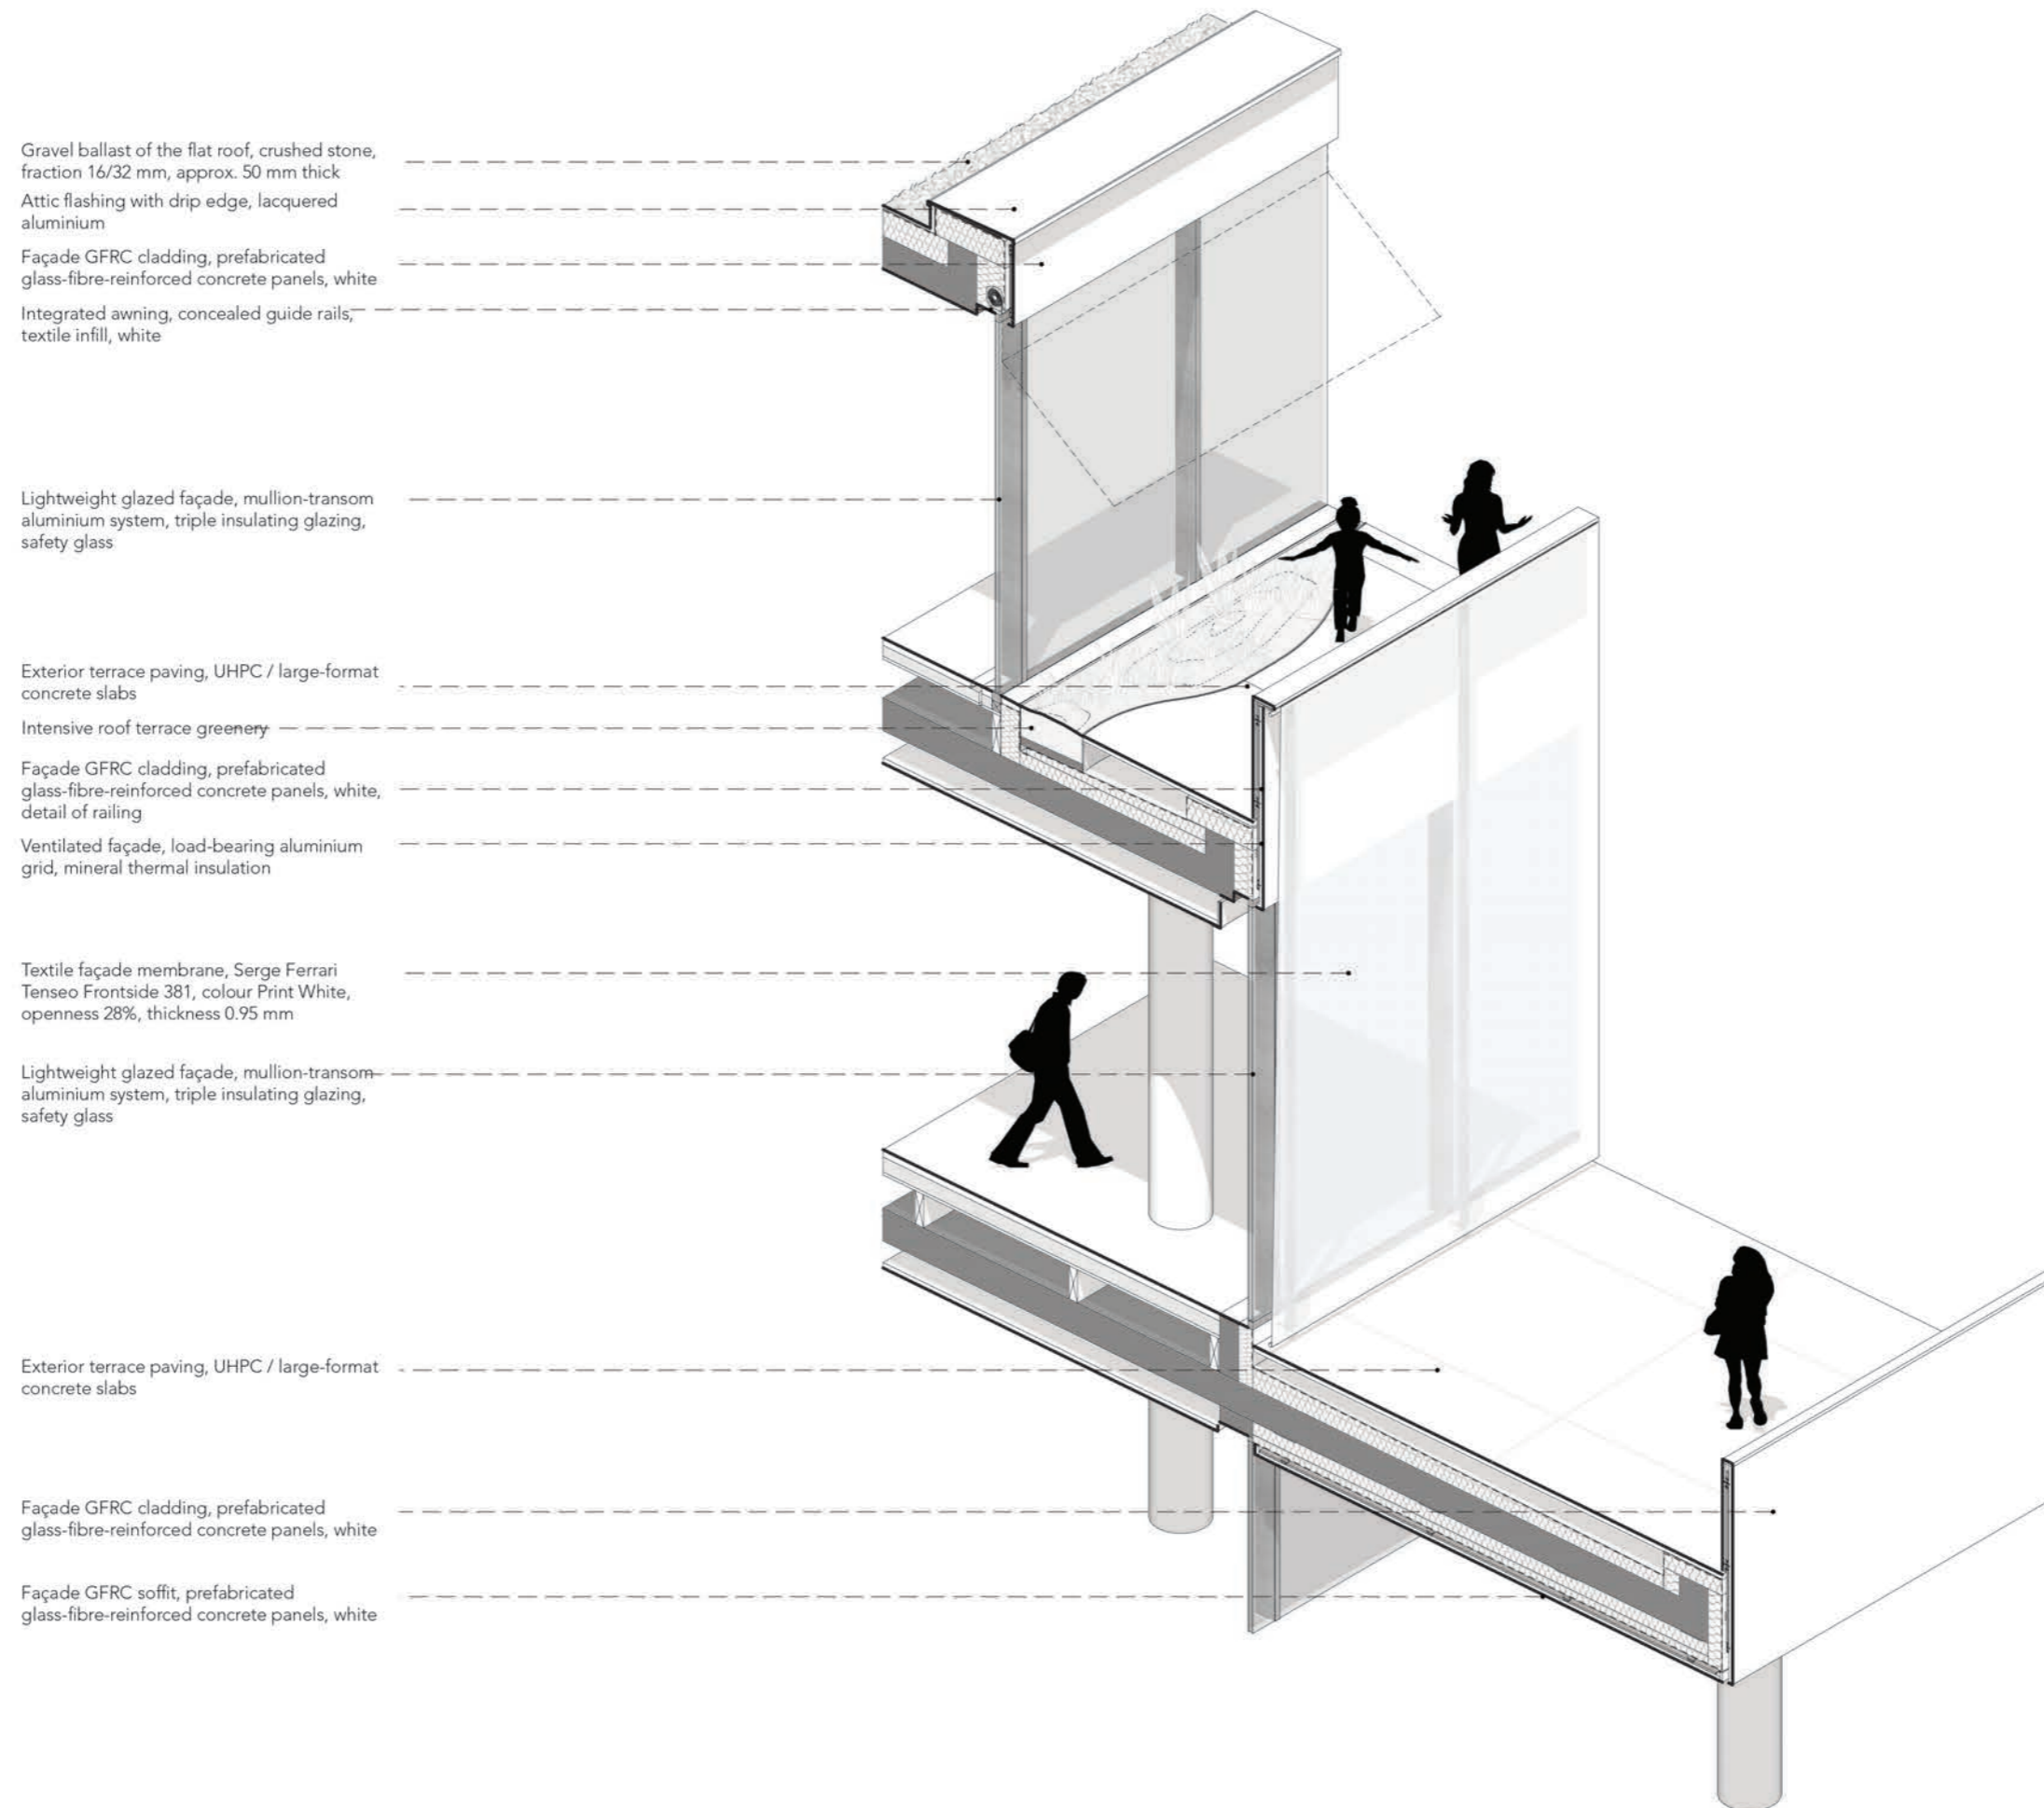 Gravel ballast of the flat roof, crushed stone,
fraction 16/32 mm, approx. 50 mm thick
Attic flashing with drip edge, lacquered
aluminium
Façade GFRC cladding, prefabricated
glass-fibre-reinforced concrete panels, white
Integrated awning, concealed guide rails,
textile infill, white
Lightweight glazed façade, mullion-transom
aluminium system, triple insulating glazing,
safety glass
Exterior terrace paving, UHPC / large-format
concrete slabs
Intensive roof terrace greenery
Façade GFRC cladding, prefabricated
glass-fibre-reinforced concrete panels, white,
detail of railing
Ventilated façade, load-bearing aluminium
grid, mineral thermal insulation
Textile façade membrane, Serge Ferrari
Tenseo Frontside 381, colour Print White,
openness 28%, thickness 0.95 mm
Lightweight glazed façade, mullion-transom
aluminium system, triple insulating glazing,
safety glass
Exterior terrace paving, UHPC / large-format
concrete slabs
Façade GFRC cladding, prefabricated
glass-fibre-reinforced concrete panels, white
Façade GFRC soffit, prefabricated
glass-fibre-reinforced concrete panels, white